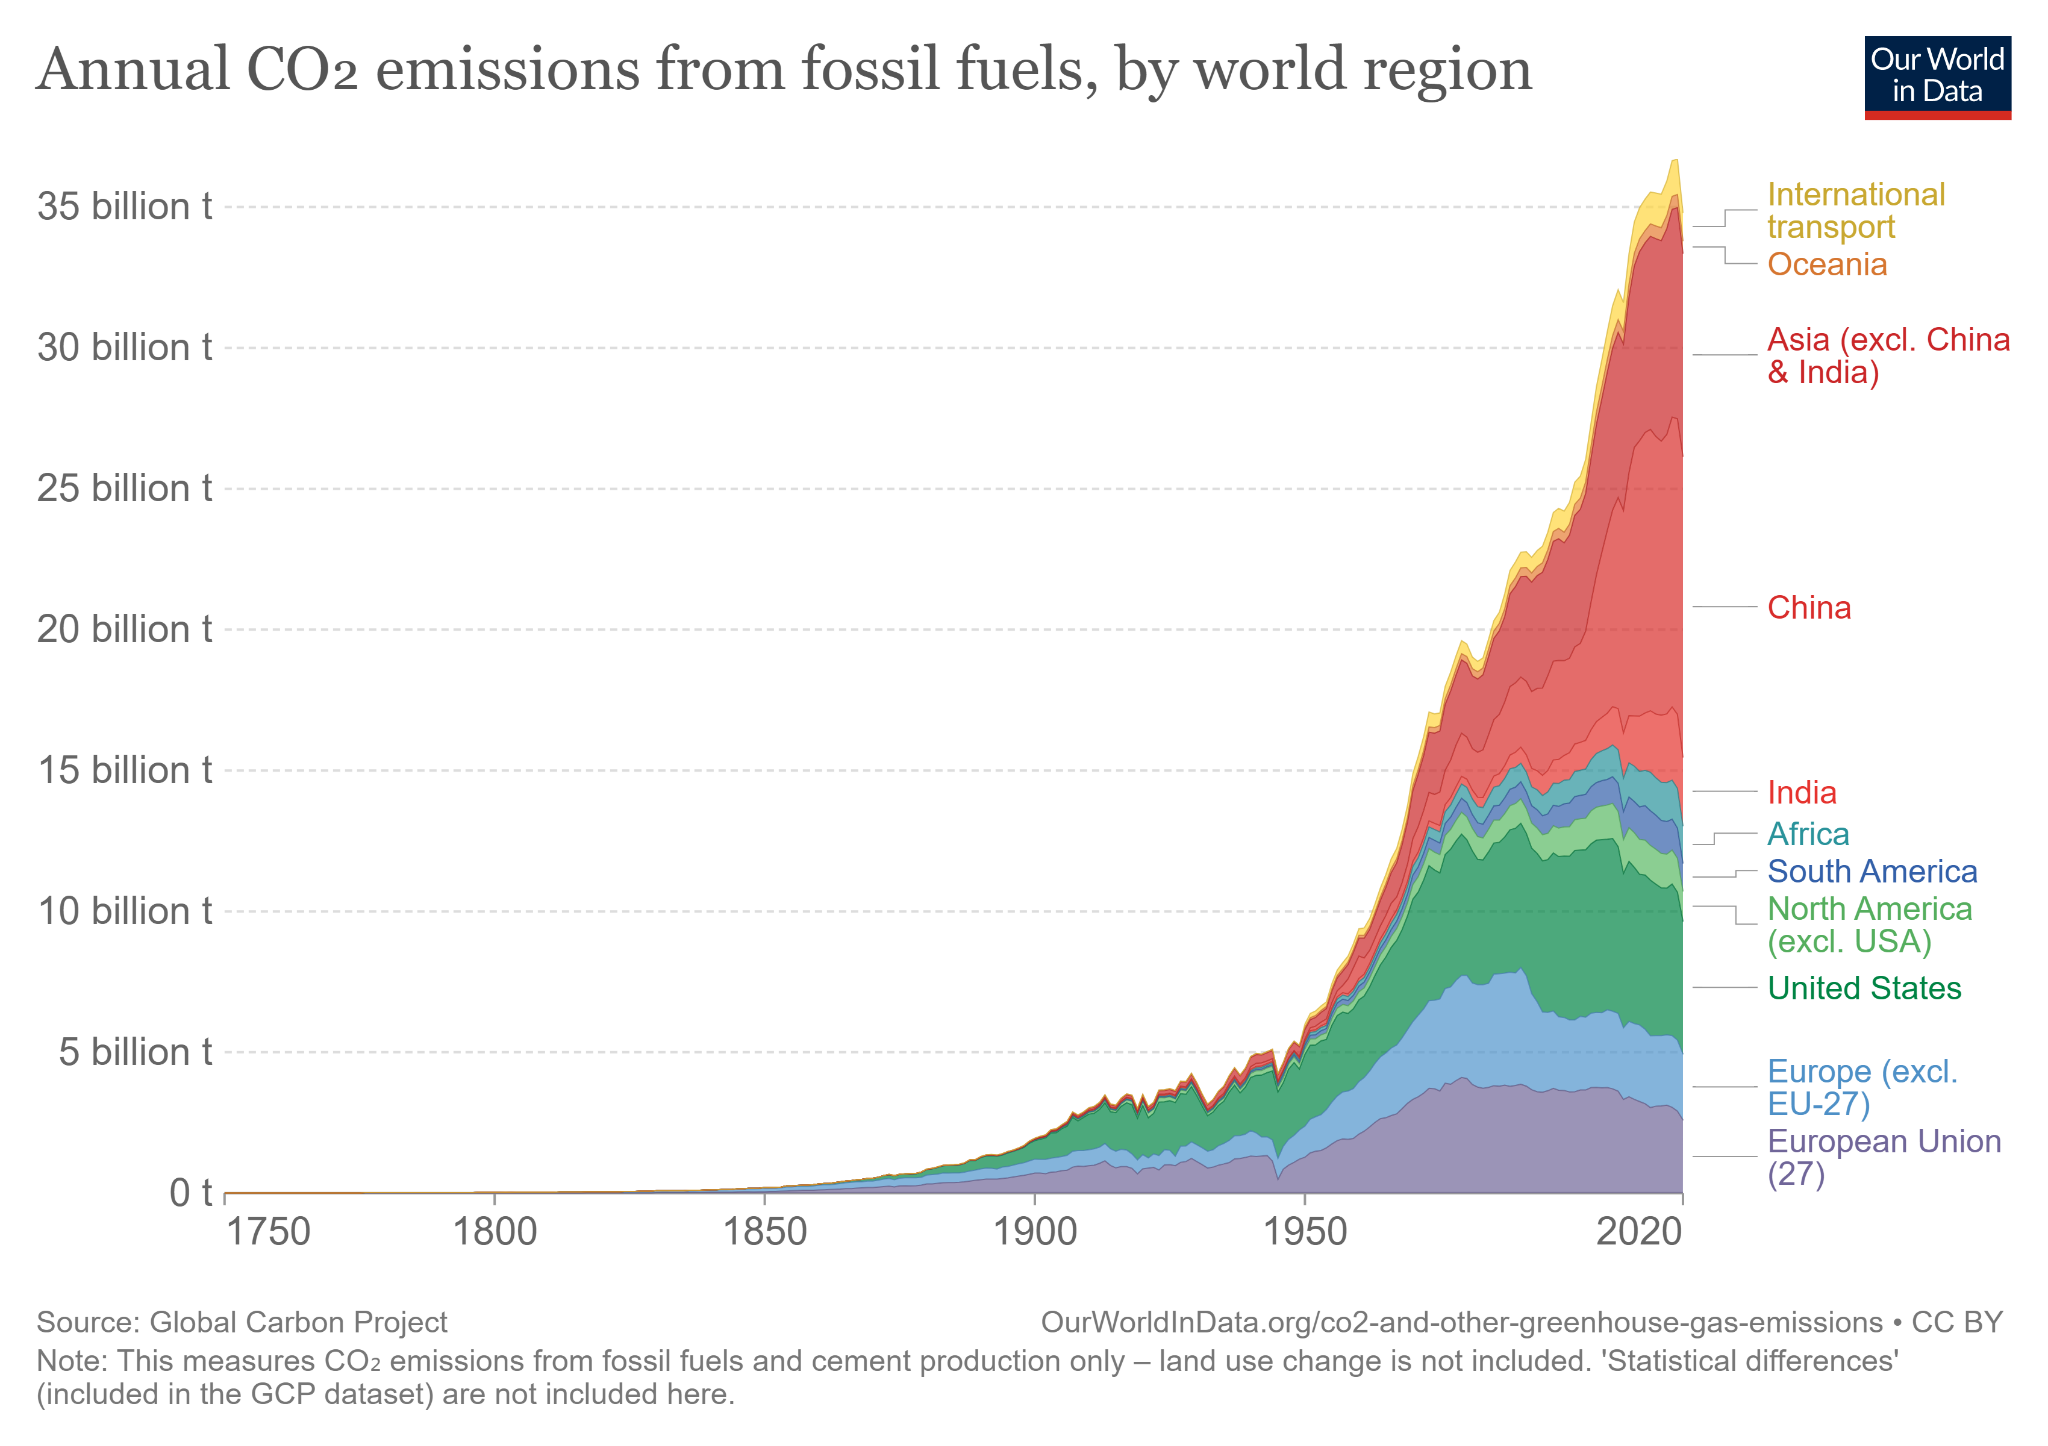 Annual CO₂ emissions from fossil fuels, by world region
Our World
in Data
35 billion t
30 billion t
25 billion t
20 billion t
15 billion t
10 billion t
5 billion t
0 t
1750
1800
1850
1900
1950
2020
International
transport
Oceania
Asia (excl. China
& India)
China
India
Africa
South America
North America
(excl. USA)
United States
Europe (excl.
EU-27)
European Union
(27)
Source: Global Carbon Project
OurWorldInData.org/co2-and-other-greenhouse-gas-emissions • CC BY
Note: This measures CO₂ emissions from fossil fuels and cement production only – land use change is not included. 'Statistical differences'
(included in the GCP dataset) are not included here.